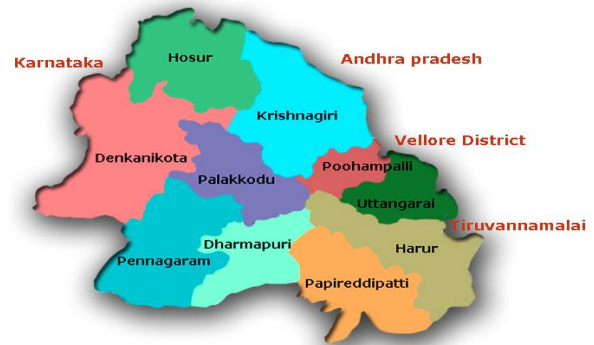 Hosur
Karnataka
Andhra pradesh
Krishnagiri
Vellore District
Denkanikota
Poohampalli
Palakkodu
Uttangarai
Tiruvannamalai
Dharmapuri
Harur
Pennagaram
Papireddipatti